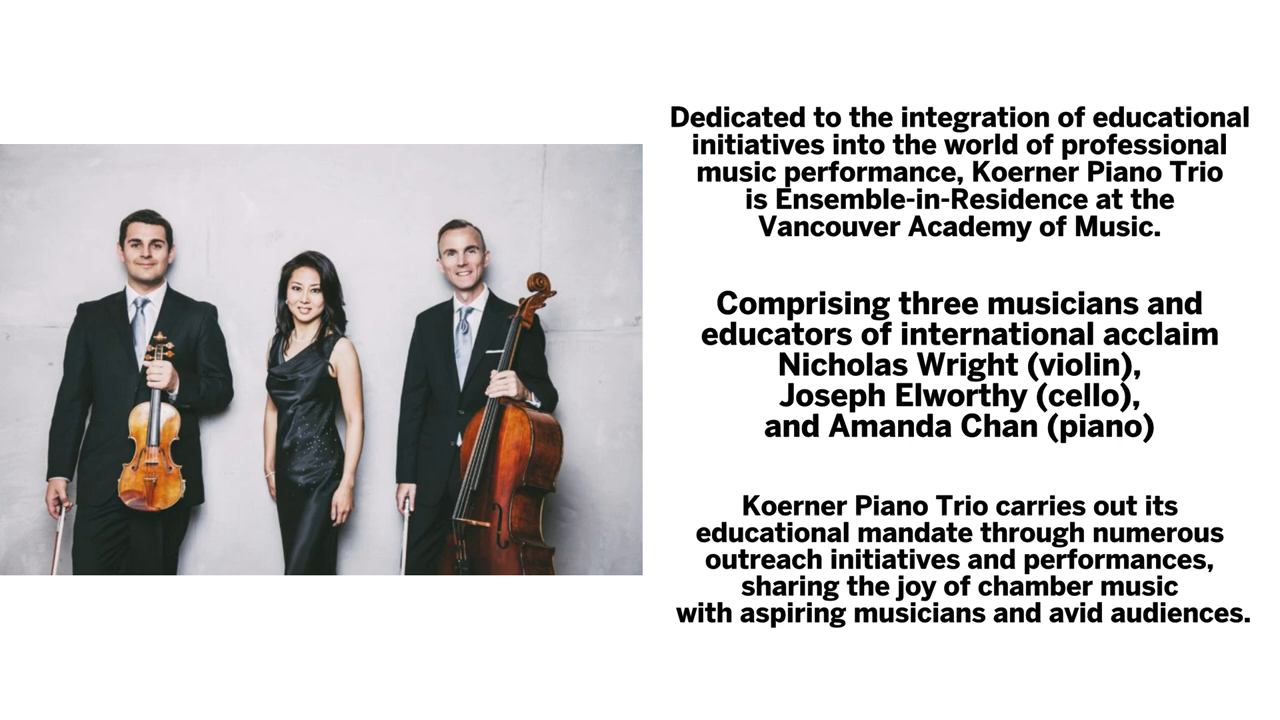 Dedicated to the integration of educational
initiatives into the world of professional
music performance, Koerner Piano Trio
is Ensemble-in-Residence at the
Vancouver Academy of Music.
Comprising three musicians and
educators of international acclaim
Nicholas Wright (violin),
Joseph Elworthy (cello),
and Amanda Chan (piano)
Koerner Piano Trio carries out its
educational mandate through numerous
outreach initiatives and performances,
sharing the joy of chamber music
with aspiring musicians and avid audiences.